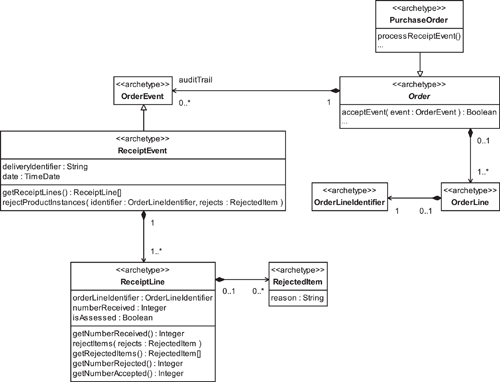 <<archetype>>
PurchaseOrder
processReceiptEvent()
...
<<archetype>>
OrderEvent
auditTrail
0..*
1
<<archetype>>
Order
acceptEvent( event : OrderEvent ) : Boolean
...
<<archetype>>
ReceiptEvent
deliveryIdentifier : String
date : TimeDate
getReceiptLines() : ReceiptLine[]
rejectProductInstances( identifier : OrderLineIdentifier, rejects : RejectedItem )
0..1
1..*
<<archetype>>
OrderLineIdentifier
1
0..1
<<archetype>>
OrderLine
1
1..*
<<archetype>>
ReceiptLine
orderLineIdentifier : OrderLineIdentifier
numberReceived : Integer
isAssessed : Boolean
getNumberReceived() : Integer
rejectItems( rejects : RejectedItem )
getRejectedItems() : RejectedItem[]
getNumberRejected() : Integer
getNumberAccepted() : Integer
0..1
0..*
<<archetype>>
RejectedItem
reason : String